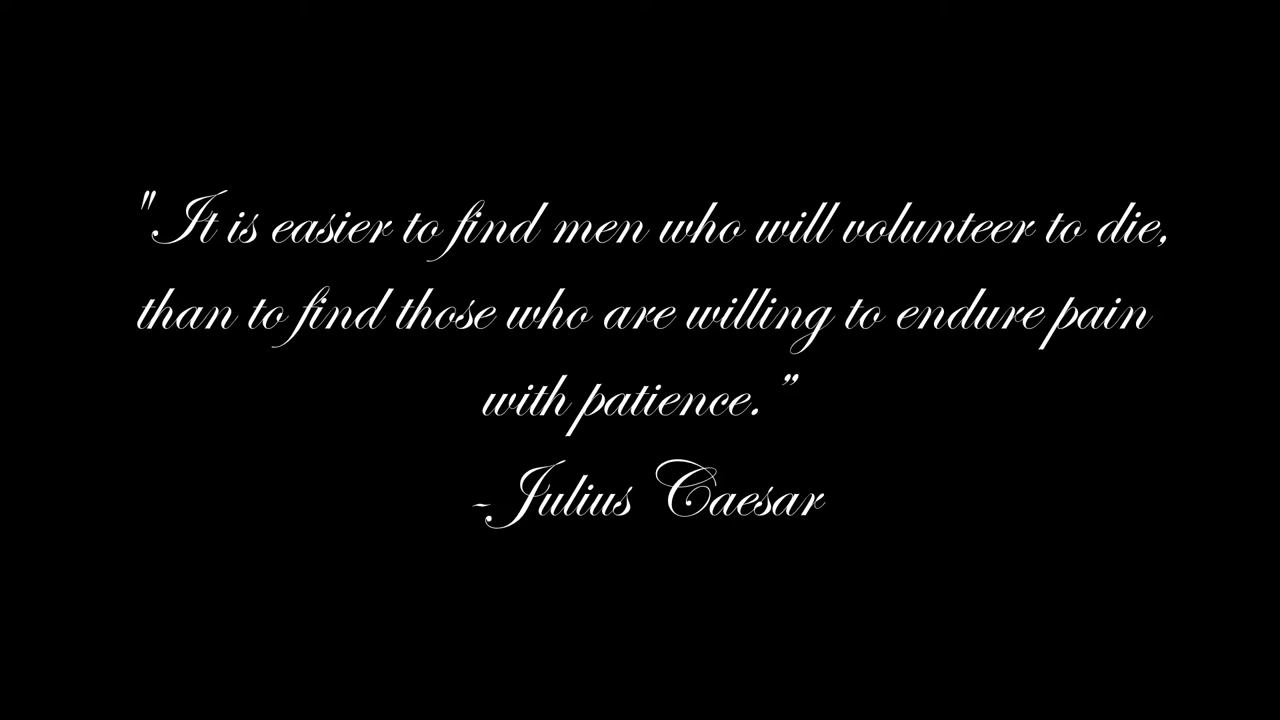 "It is easier to find men who will volunteer to die,
than to find those who are willing to endure pain
with patience.”
-Julius Caesar